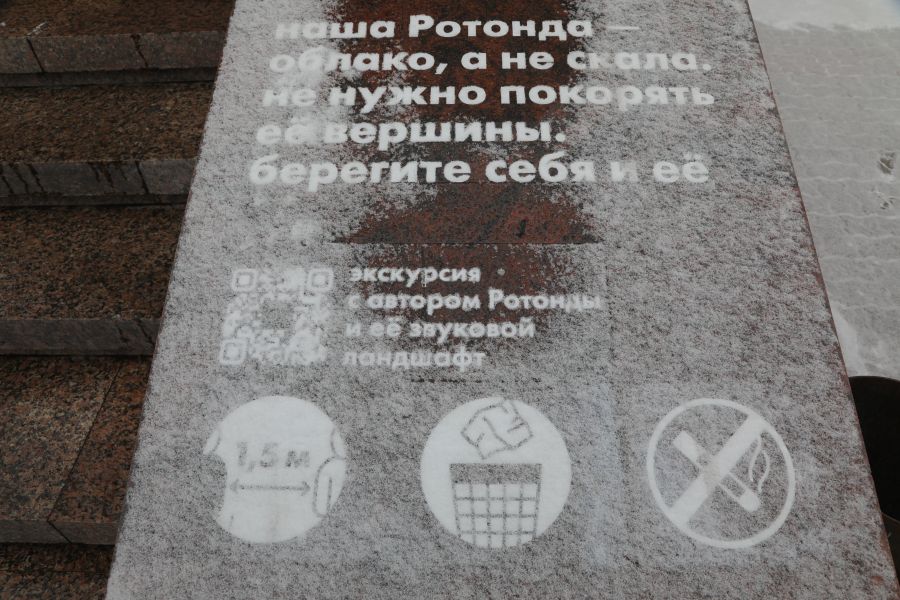 наша Ротонда —
облако, а не скала.
не нужно покорять
её вершины.
берегите себя и её
экскурсия
с автором Ротонды
и её звуковой
ландшафт
1,5 м